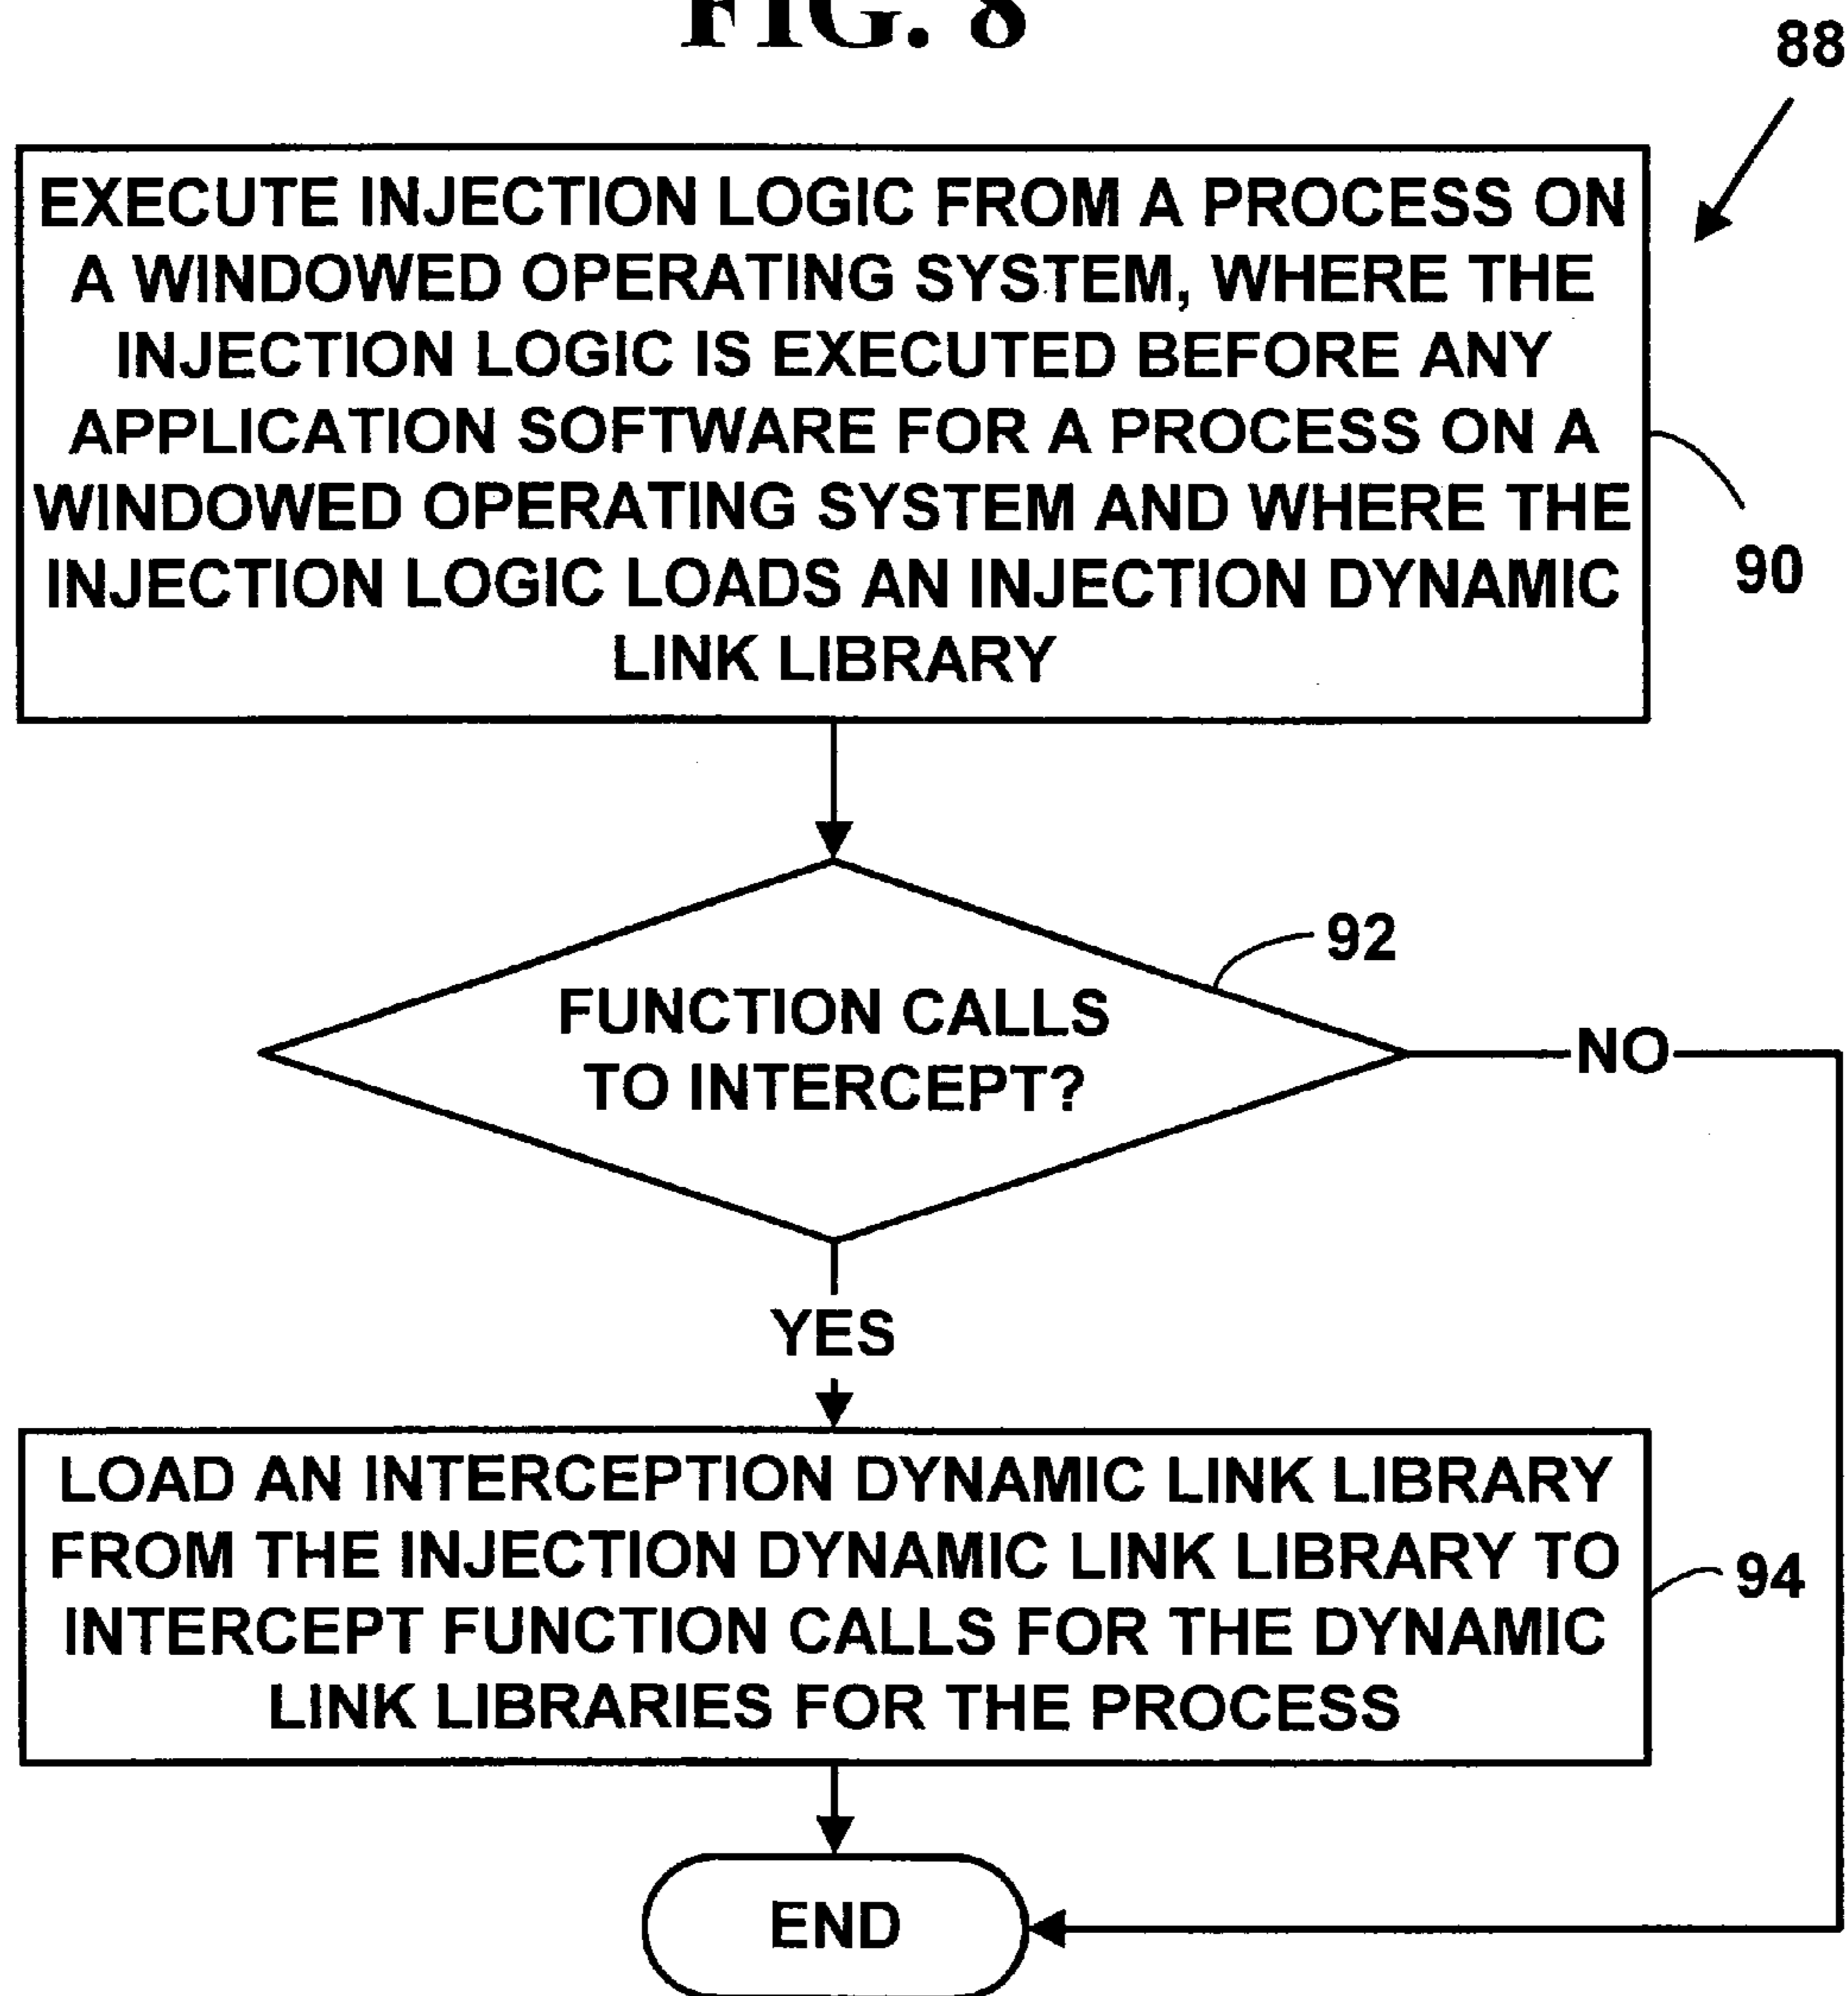 FIG. 8
88
EXECUTE INJECTION LOGIC FROM A PROCESS ON
A WINDOWED OPERATING SYSTEM, WHERE THE
INJECTION LOGIC IS EXECUTED BEFORE ANY
APPLICATION SOFTWARE FOR A PROCESS ON A
WINDOWED OPERATING SYSTEM AND WHERE THE
INJECTION LOGIC LOADS AN INJECTION DYNAMIC
LINK LIBRARY
90
92
FUNCTION CALLS
TO INTERCEPT?
NO
YES
LOAD AN INTERCEPTION DYNAMIC LINK LIBRARY
FROM THE INJECTION DYNAMIC LINK LIBRARY TO
INTERCEPT FUNCTION CALLS FOR THE DYNAMIC
LINK LIBRARIES FOR THE PROCESS
94
END